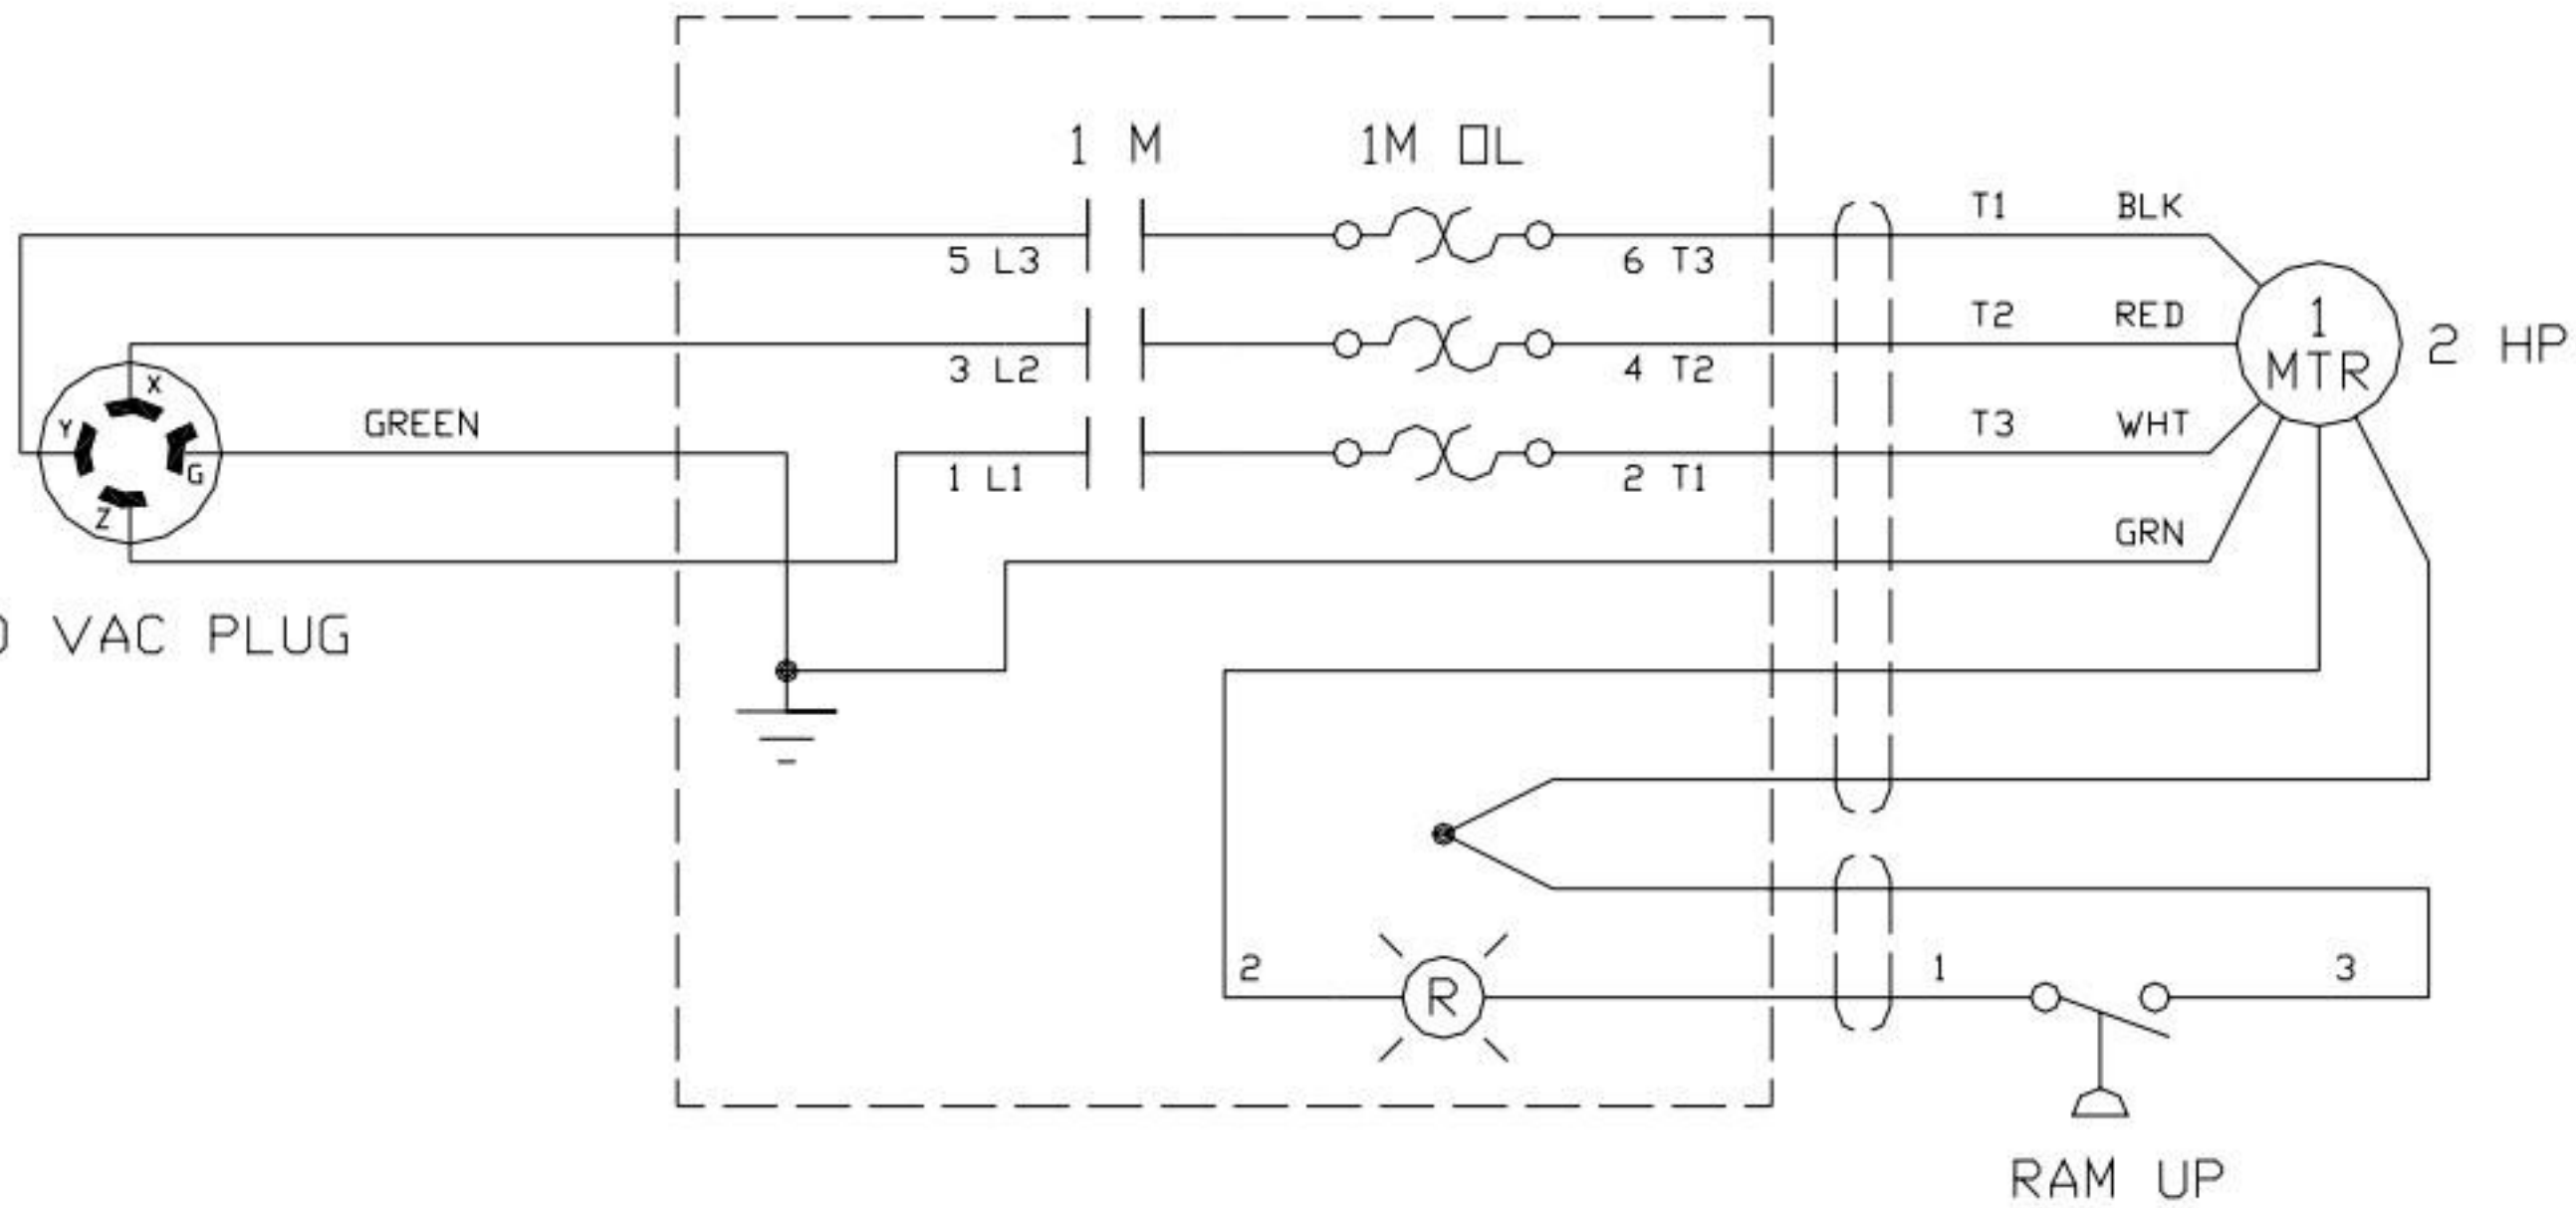 1 M
1M OL
T1 BLK
5 L3
6 T3
T2 RED
1
MTR
2 HP
3 L2
4 T2
X
Y
G
Z
GREEN
T3 WHT
1 L1
2 T1
GRN
VAC PLUG
2
R
1
3
RAM UP